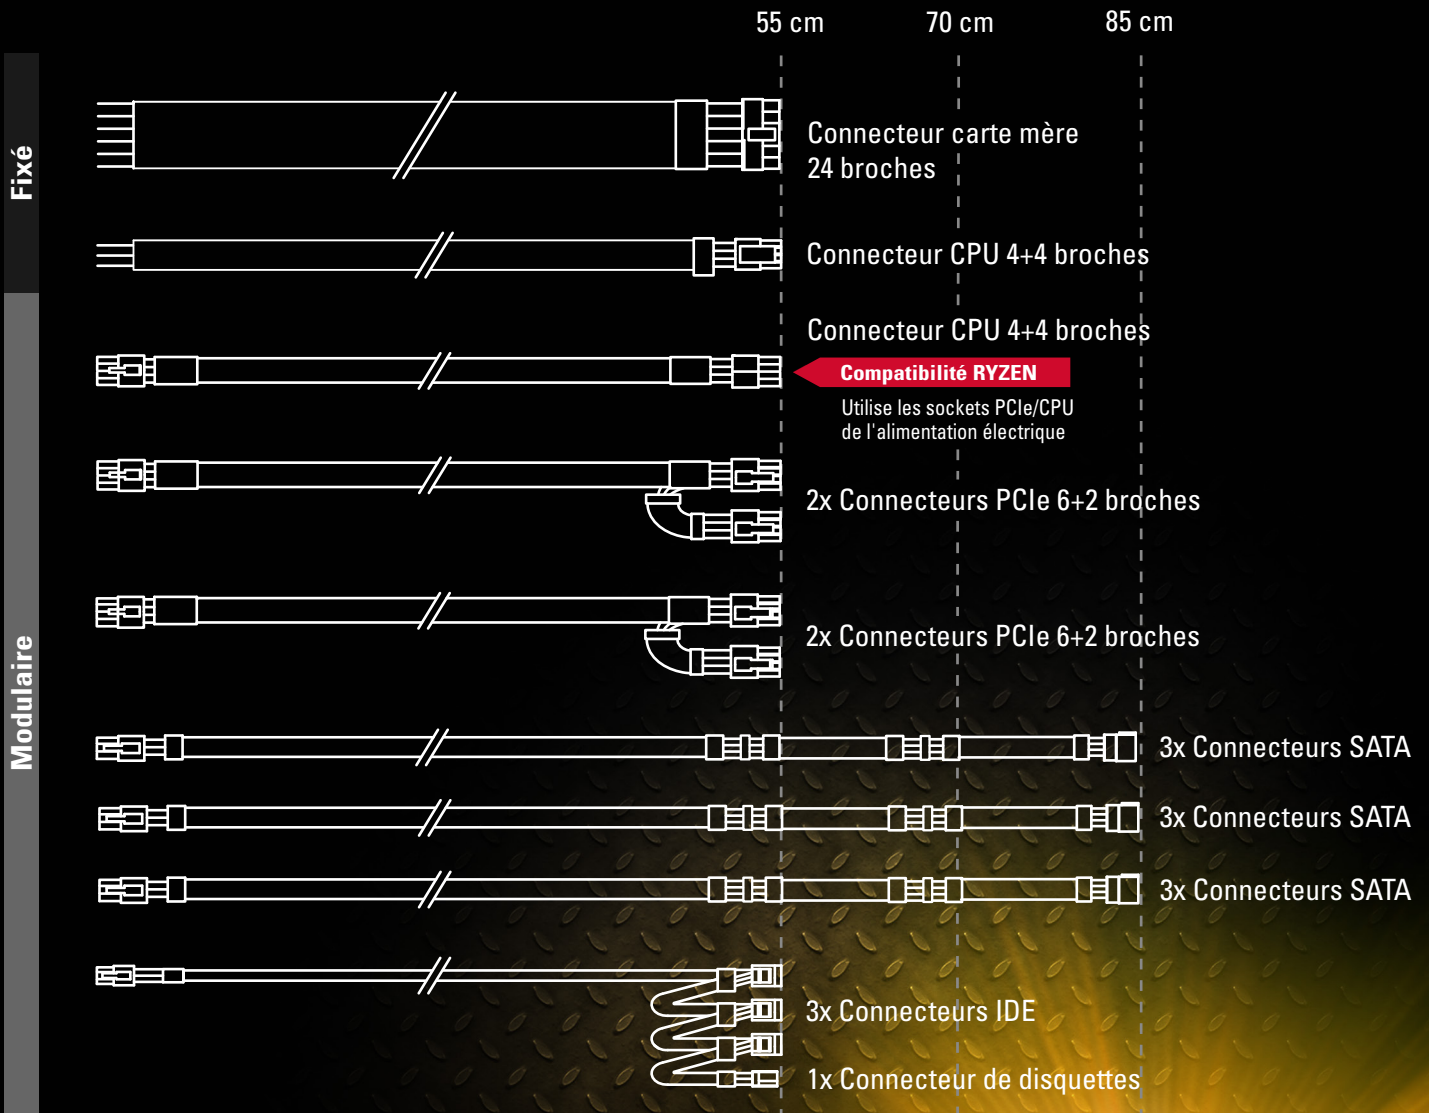 55 cm
70 cm
85 cm
Fixé
Connecteur carte mère
24 broches
Connecteur CPU 4+4 broches
Modulaire
Connecteur CPU 4+4 broches
Compatibilité RYZEN
Utilise les sockets PCIe/CPU
de l'alimentation électrique
2x Connecteurs PCIe 6+2 broches
2x Connecteurs PCIe 6+2 broches
3x Connecteurs SATA
3x Connecteurs SATA
3x Connecteurs SATA
3x Connecteurs IDE
1x Connecteur de disquettes